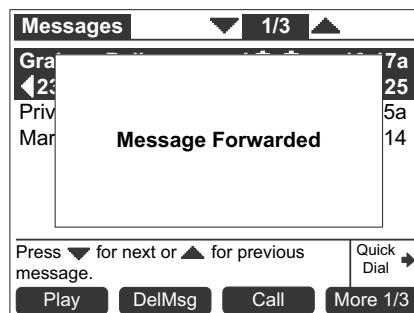 Messages 1/3
Gra 7a
23 25
Priv 5a
Mar 14
Message Forwarded
Press for next or for previous message.
Quick Dial
Play DelMsg Call More 1/3